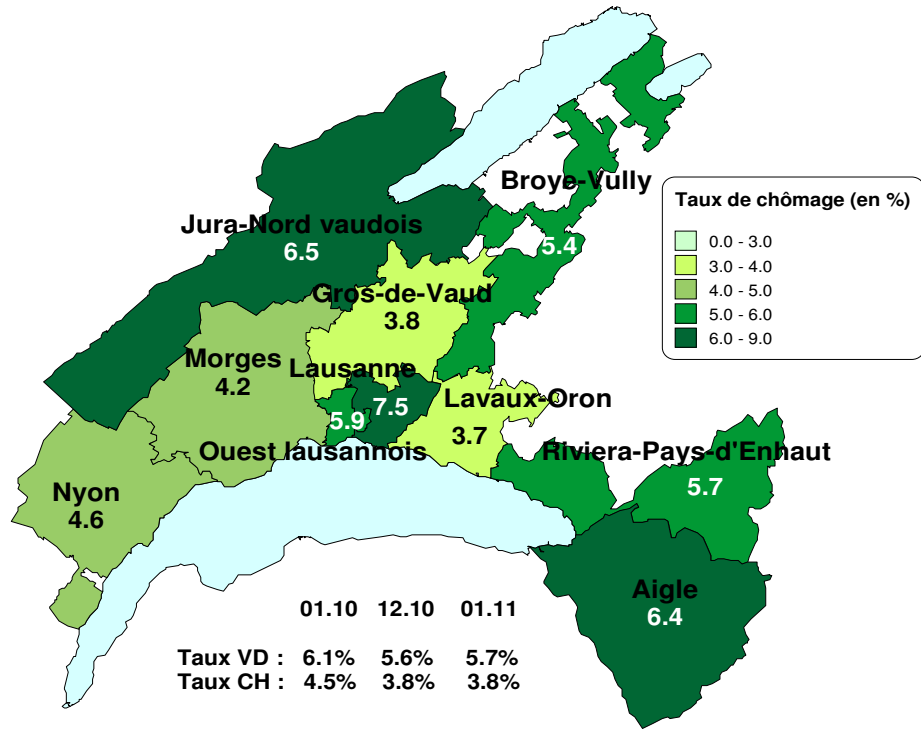 Broye-Vully
5.4
Taux de chômage (en %)
0.0 - 3.0
3.0 - 4.0
4.0 - 5.0
5.0 - 6.0
6.0 - 9.0
Jura-Nord vaudois
6.5
Gros-de-Vaud
3.8
Morges
4.2
Lausanne
7.5
5.9
Ouest lausannois
Lavaux-Oron
3.7
Riviera-Pays-d'Enhaut
5.7
Nyon
4.6
Aigle
6.4
01.10 12.10 01.11
Taux VD : 6.1% 5.6% 5.7%
Taux CH : 4.5% 3.8% 3.8%